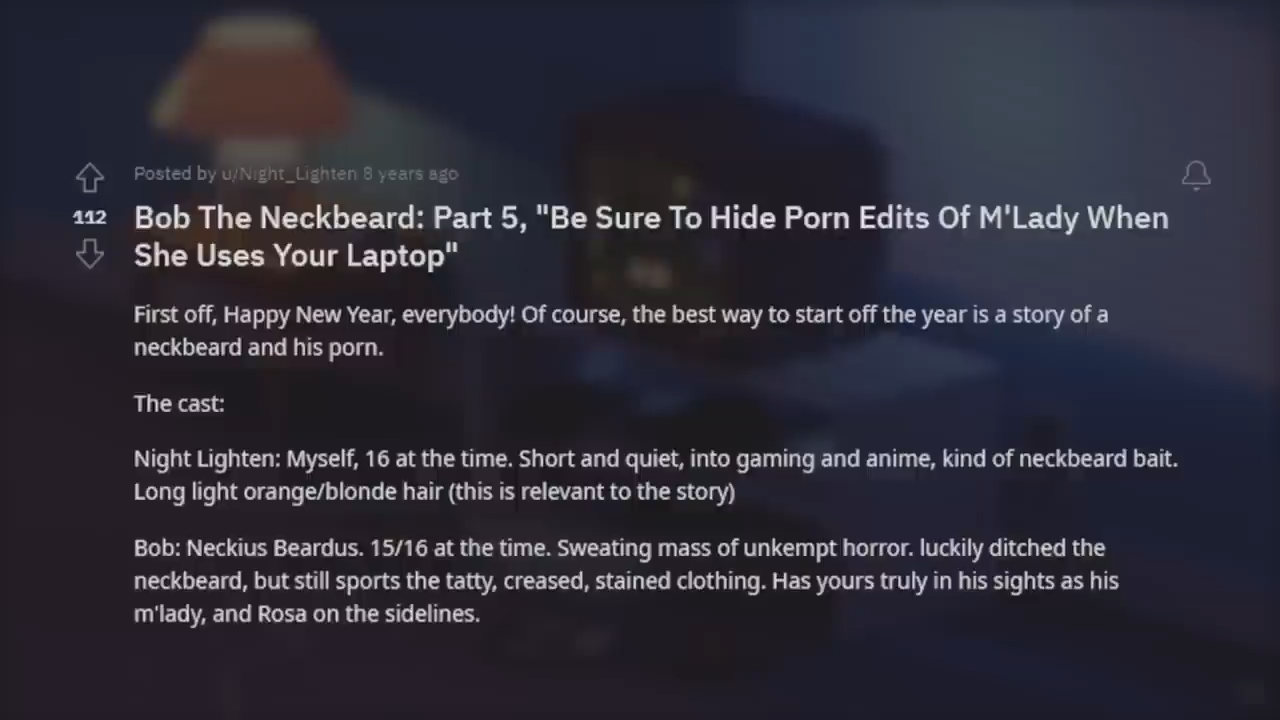 Posted by u/Night_Lighten 8 years ago
112
Bob The Neckbeard: Part 5, "Be Sure To Hide Porn Edits Of M'Lady When
She Uses Your Laptop"
First off, Happy New Year, everybody! Of course, the best way to start off the year is a story of a
neckbeard and his porn.
The cast:
Night Lighten: Myself, 16 at the time. Short and quiet, into gaming and anime, kind of neckbeard bait.
Long light orange/blonde hair (this is relevant to the story)
Bob: Neckius Beardus. 15/16 at the time. Sweating mass of unkempt horror. luckily ditched the
neckbeard, but still sports the tatty, creased, stained clothing. Has yours truly in his sights as his
m'lady, and Rosa on the sidelines.